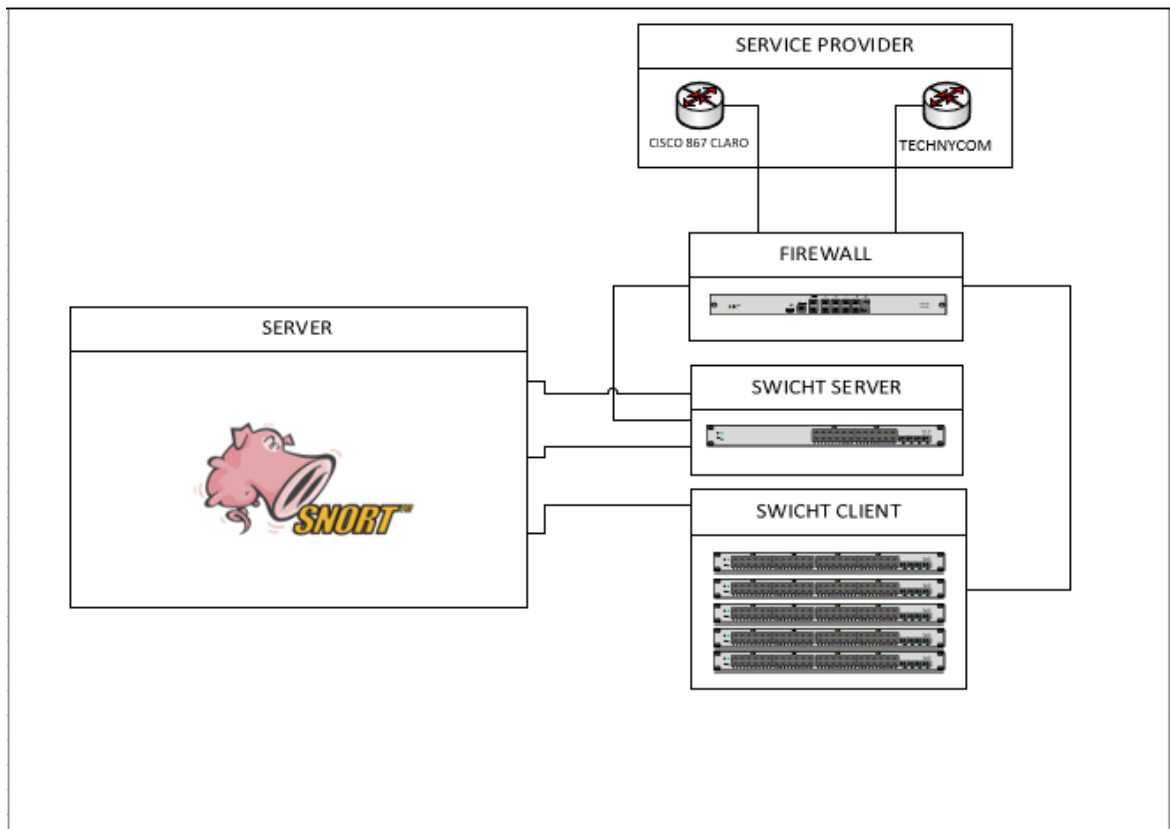 SERVICE PROVIDER
CISCO 867 CLARO
TECHNYCOM
FIREWALL
SERVER
SNORT
SWICHT SERVER
SWICHT CLIENT